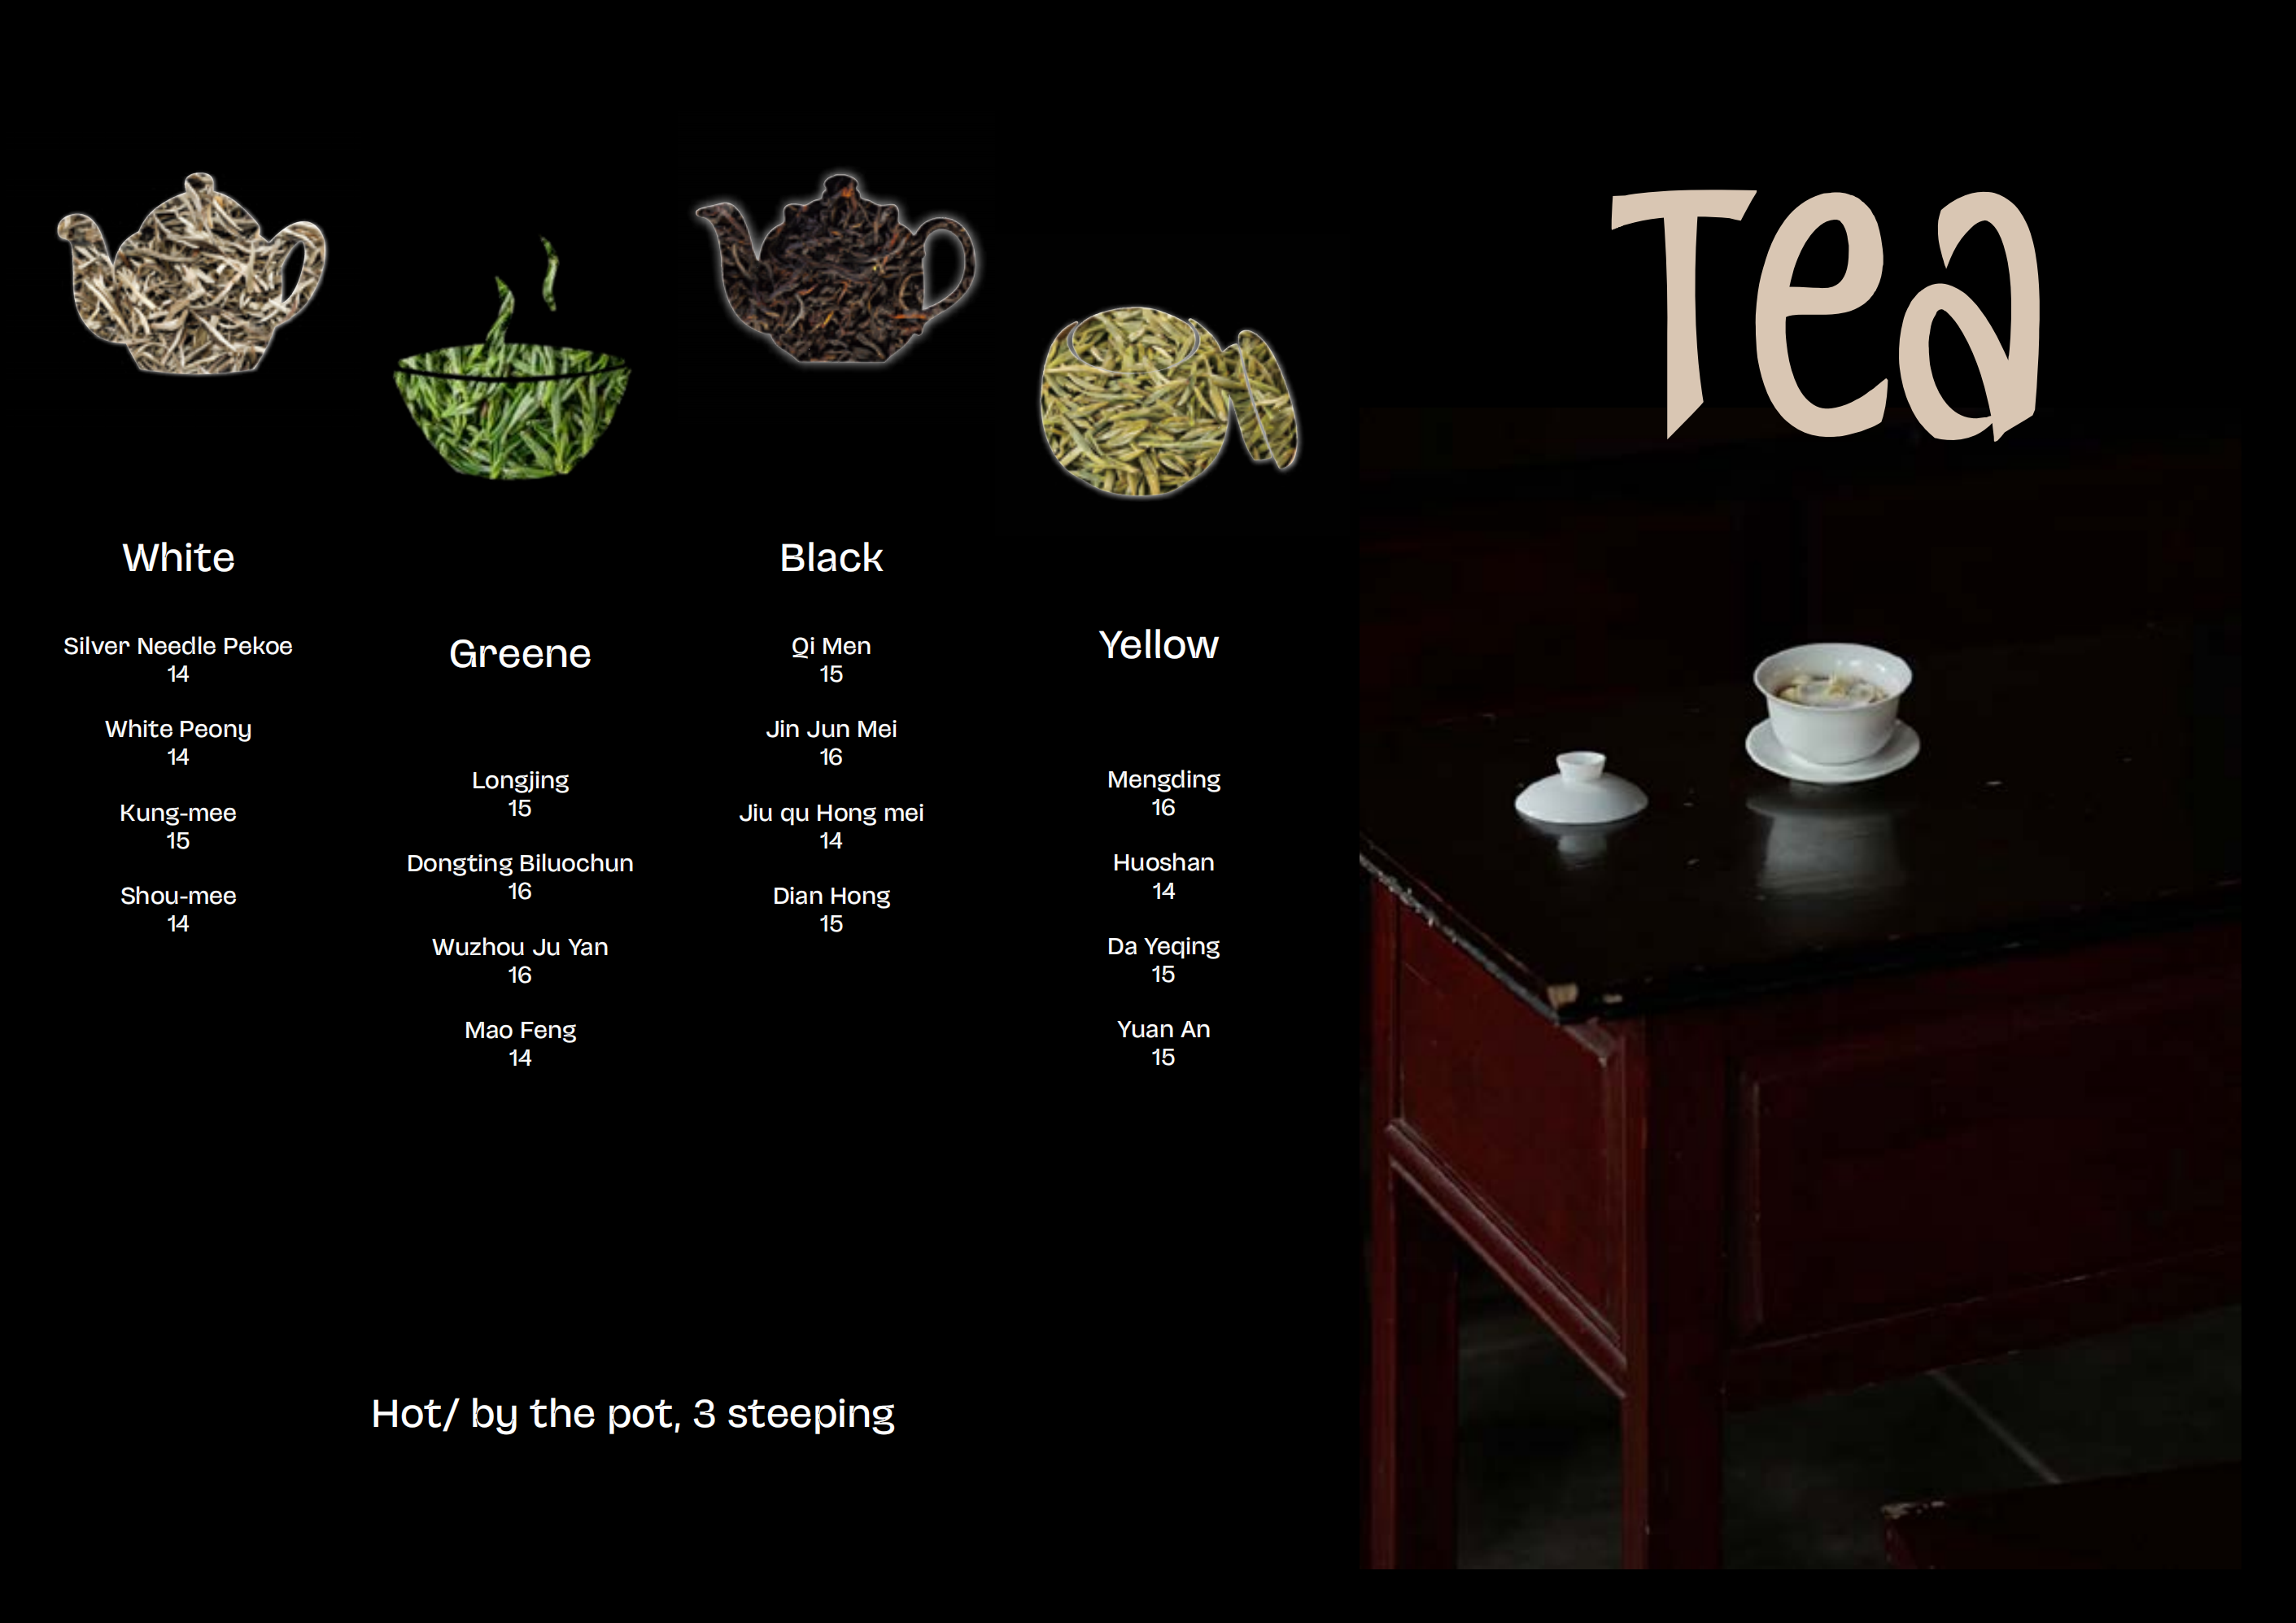 Tea
White
Silver Needle Pekoe
14
White Peony
14
Kung-mee
15
Shou-mee
14
Greene
Longjing
15
Dongting Biluochun
16
Wuzhou Ju Yan
16
Mao Feng
14
Black
Qi Men
15
Jin Jun Mei
16
Jiu qu Hong mei
14
Dian Hong
15
Yellow
Mengding
16
Huoshan
14
Da Yeqing
15
Yuan An
15
Hot/ by the pot, 3 steeping